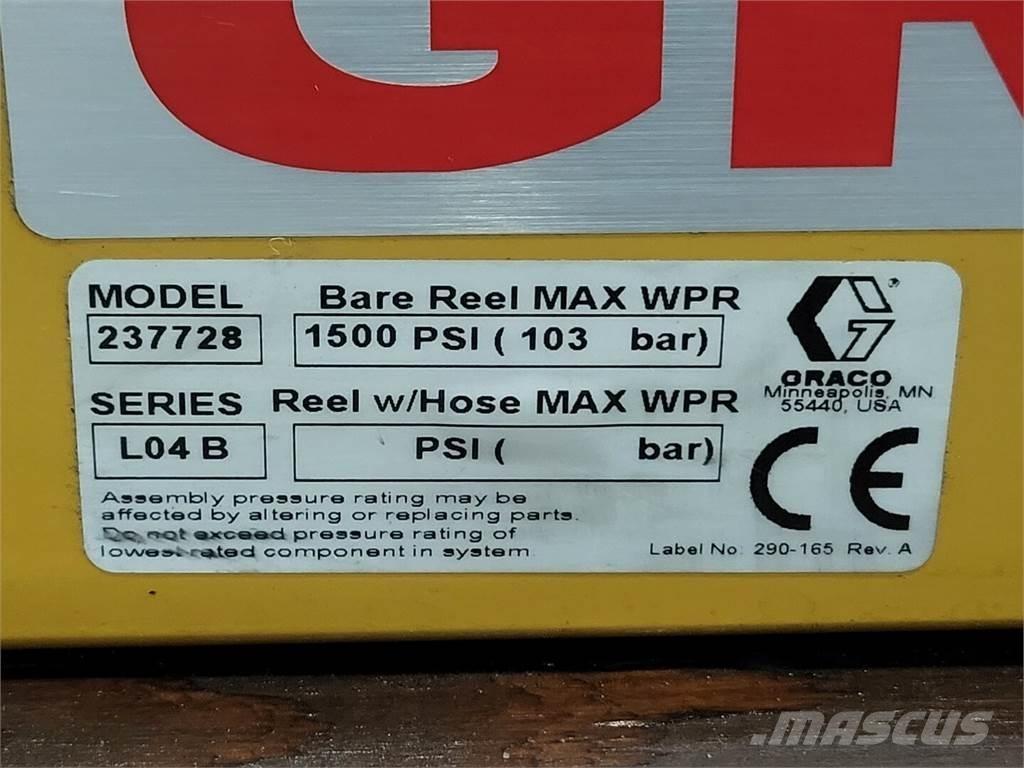 GR
MODEL Bare Reel MAX WPR
237728 1500 PSI ( 103 bar)
SERIES Reel w/Hose MAX WPR
L04 B PSI ( bar)
Assembly pressure rating may be
affected by altering or replacing parts.
Do not exceed pressure rating of
lowest rated component in system.
GRACO
Minneapolis, MN
55440, USA
CE
Label No: 290-165 Rev. A
MASCUS